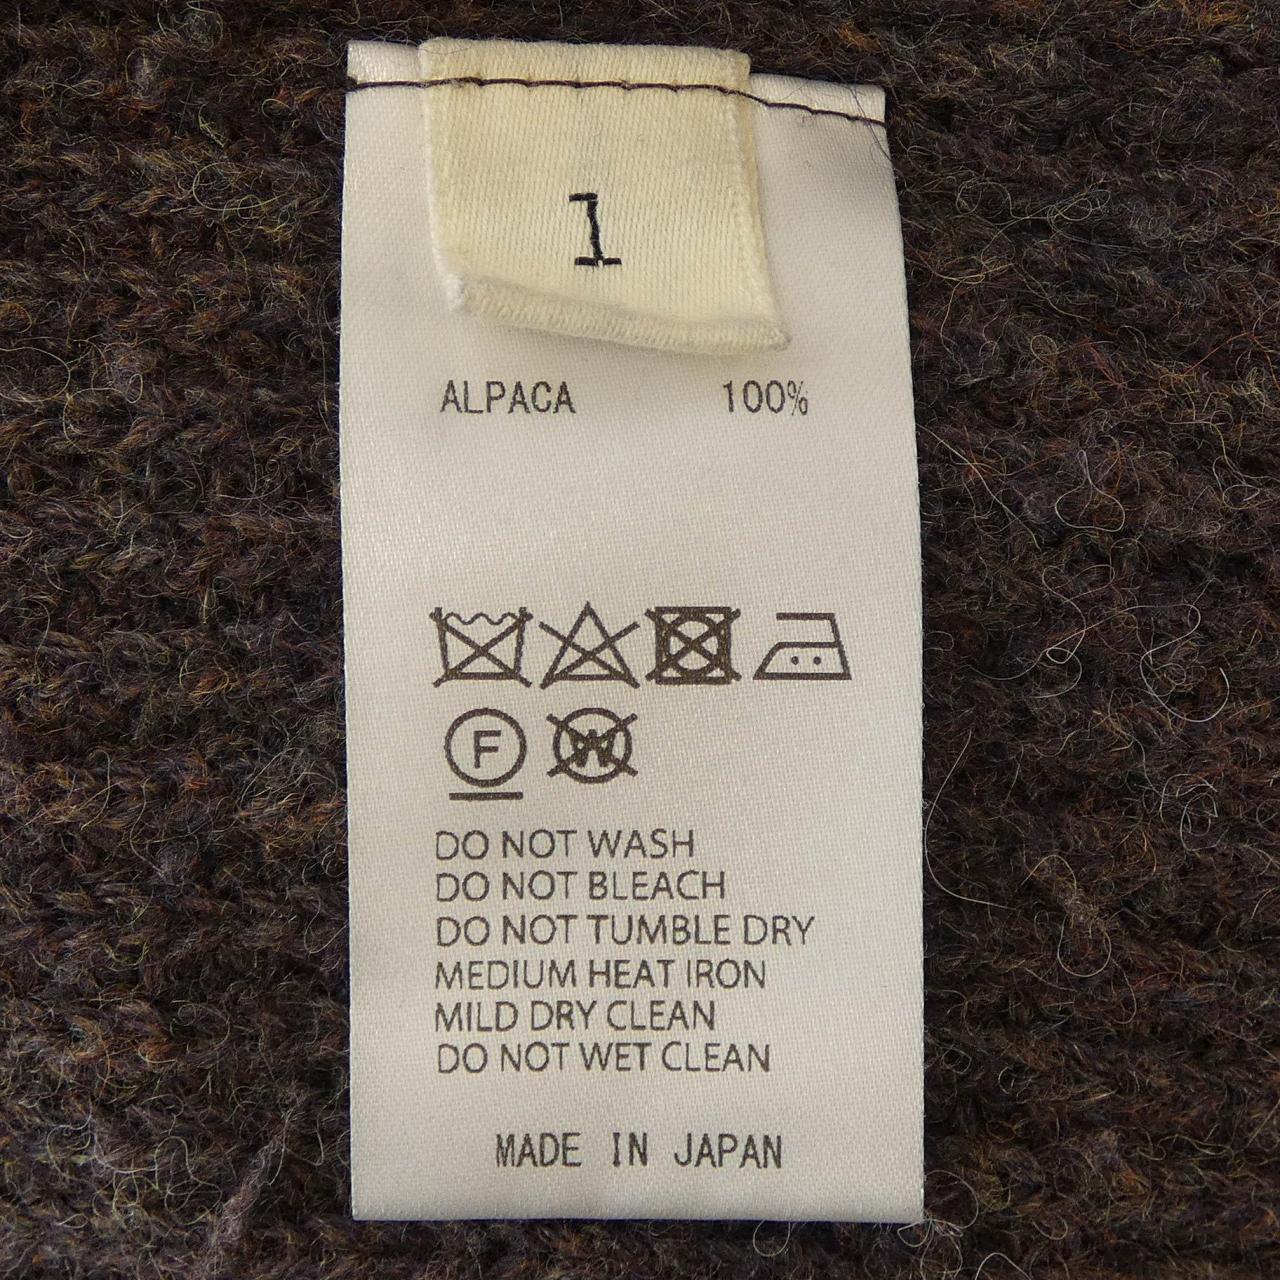 1
ALPACA 100%
F W
DO NOT WASH
DO NOT BLEACH
DO NOT TUMBLE DRY
MEDIUM HEAT IRON
MILD DRY CLEAN
DO NOT WET CLEAN
MADE IN JAPAN